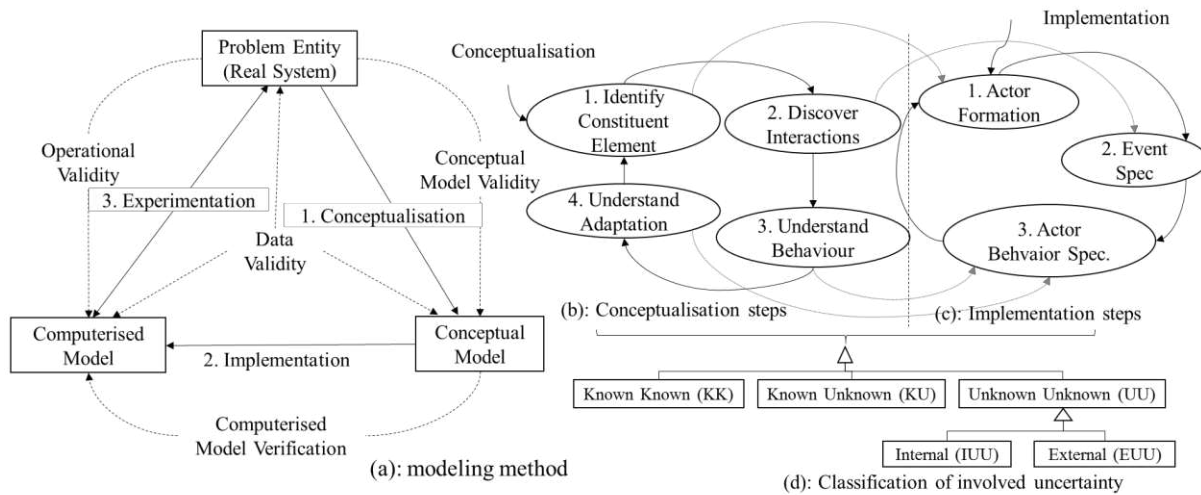 Problem Entity
(Real System)
Operational
Validity
Conceptual
Model Validity
3. Experimentation
1. Conceptualisation
Data
Validity
Computerised
Model
2. Implementation
Conceptual
Model
Computerised
Model Verification
(a): modeling method
Conceptualisation
Implementation
1. Identify
Constituent
Element
2. Discover
Interactions
4. Understand
Adaptation
3. Understand
Behaviour
(b): Conceptualisation steps
1. Actor
Formation
2. Event
Spec
3. Actor
Behvaior Spec.
(c): Implementation steps
Known Known (KK)
Known Unknown (KU)
Unknown Unknown (UU)
Internal (IUU)
External (EUU)
(d): Classification of involved uncertainty